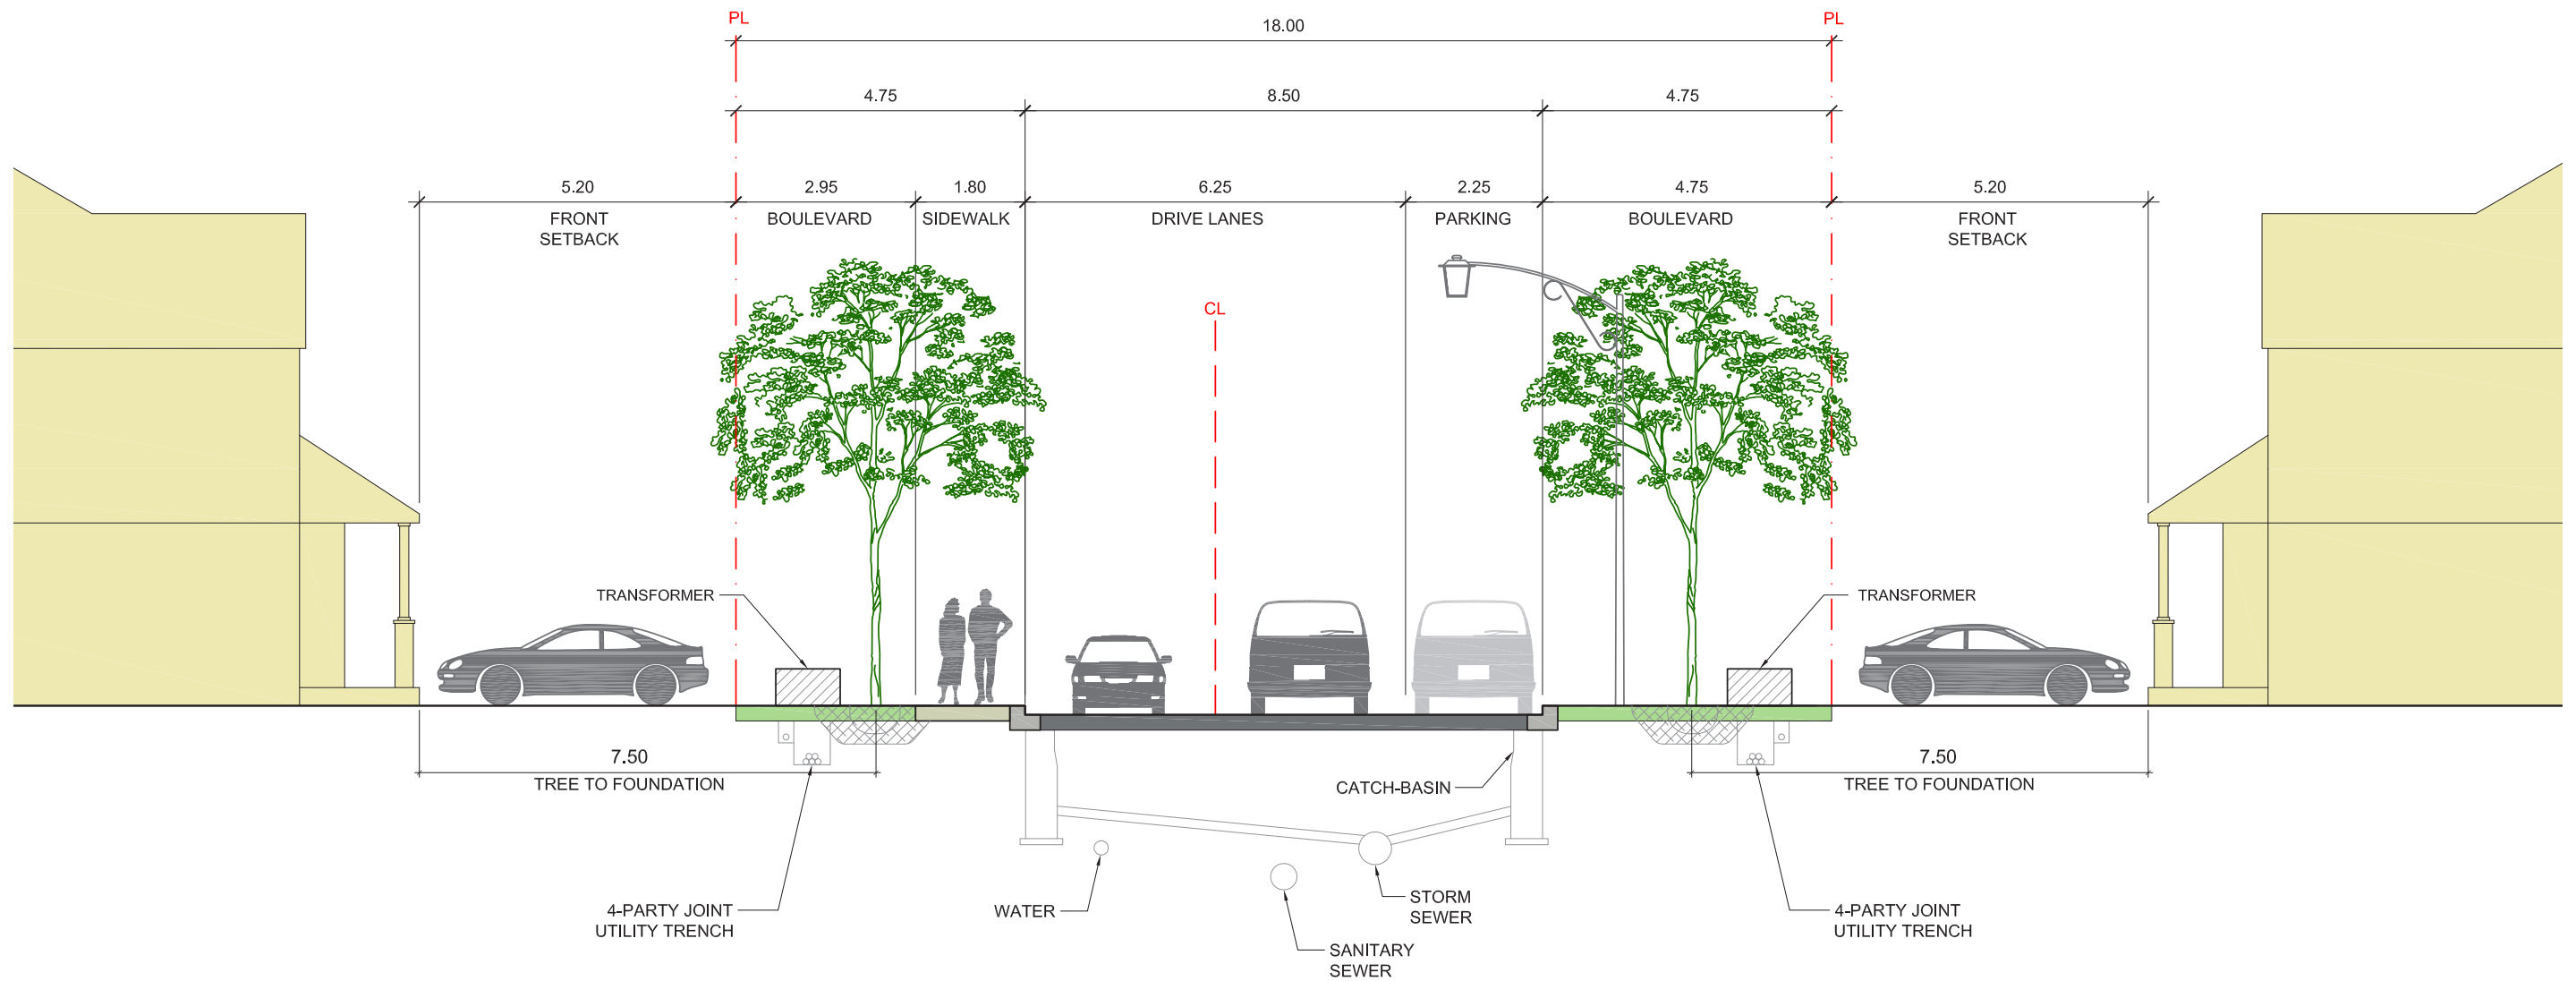 PL
PL
18.00
4.75
8.50
4.75
5.20
2.95
1.80
6.25
2.25
4.75
5.20
FRONT
SETBACK
BOULEVARD
SIDEWALK
DRIVE LANES
PARKING
BOULEVARD
FRONT
SETBACK
CL
TRANSFORMER
TRANSFORMER
7.50
TREE TO FOUNDATION
7.50
TREE TO FOUNDATION
CATCH-BASIN
4-PARTY JOINT
UTILITY TRENCH
WATER
STORM
SEWER
4-PARTY JOINT
UTILITY TRENCH
SANITARY
SEWER